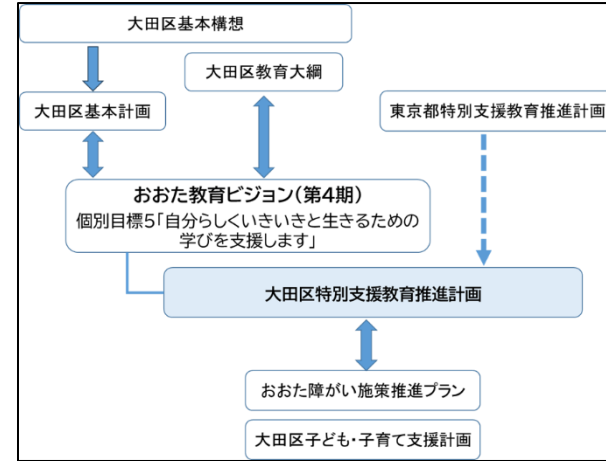 大田区基本構想
大田区教育大綱
大田区基本計画
東京都特別支援教育推進計画
おおた教育ビジョン(第4期)
個別目標5「自分らしくいきいきと生きるための
学びを支援します」
大田区特別支援教育推進計画
おおた障がい施策推進プラン
大田区子ども・子育て支援計画